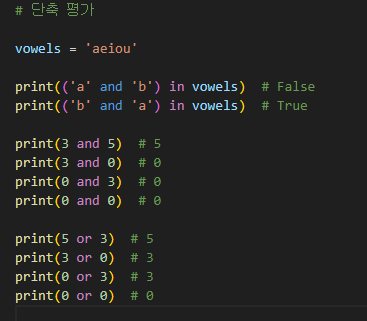 # 단축 평가
vowels = 'aeiou'
print(('a' and 'b') in vowels)  # False
print(('b' and 'a') in vowels)  # True
print(3 and 5)  # 5
print(3 and 0)  # 0
print(0 and 3)  # 0
print(0 and 0)  # 0
print(5 or 3)  # 5
print(3 or 0)  # 3
print(0 or 3)  # 3
print(0 or 0)  # 0